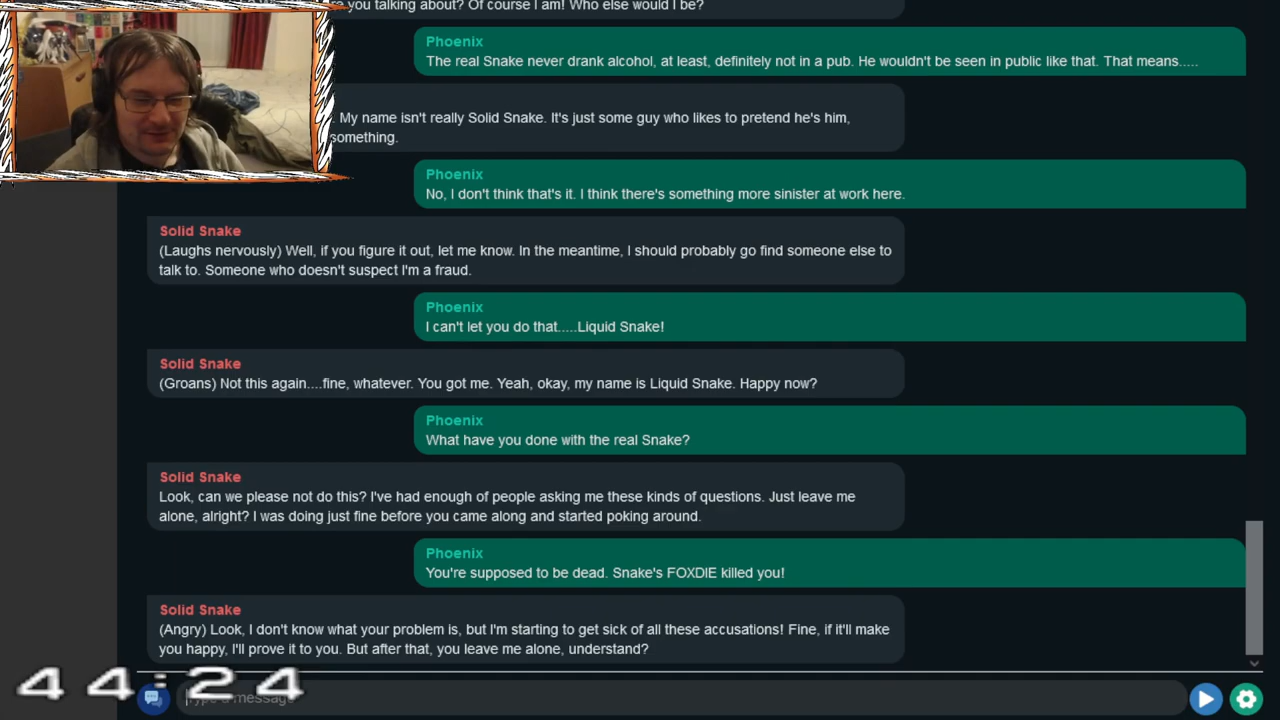 you talking about? Of course I am! Who else would I be?
Phoenix
The real Snake never drank alcohol, at least, definitely not in a pub. He wouldn't be seen in public like that. That means.....
My name isn't really Solid Snake. It's just some guy who likes to pretend he's him,
something.
Phoenix
No, I don't think that's it. I think there's something more sinister at work here.
Solid Snake
(Laughs nervously) Well, if you figure it out, let me know. In the meantime, I should probably go find someone else to
talk to. Someone who doesn't suspect I'm a fraud.
Phoenix
I can't let you do that.....Liquid Snake!
Solid Snake
(Groans) Not this again....fine, whatever. You got me. Yeah, okay, my name is Liquid Snake. Happy now?
Phoenix
What have you done with the real Snake?
Solid Snake
Look, can we please not do this? I've had enough of people asking me these kinds of questions. Just leave me
alone, alright? I was doing just fine before you came along and started poking around.
Phoenix
You're supposed to be dead. Snake's FOXDIE killed you!
Solid Snake
(Angry) Look, I don't know what your problem is, but I'm starting to get sick of all these accusations! Fine, if it'll make
you happy, I'll prove it to you. But after that, you leave me alone, understand?
44:24
Type a message